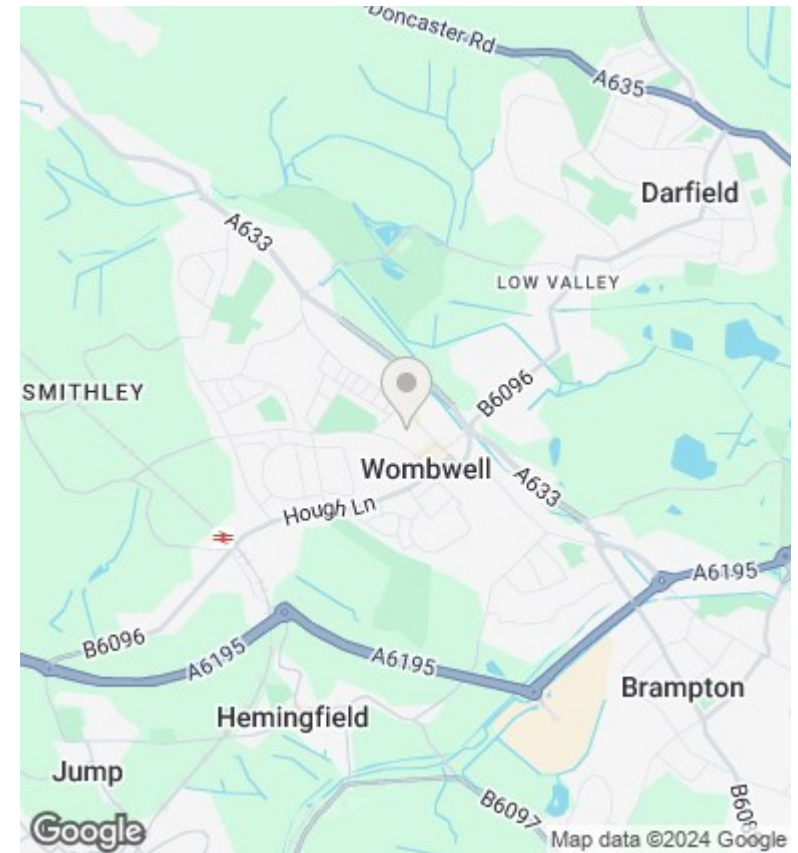 Doncaster Rd
A635
Darfield
A633
LOW VALLEY
SMITHLEY
B6096
Wombwell
A633
Hough Ln
A6195
B6096
A6195
A6195
Brampton
Hemingfield
Jump
B6097
Google
Map data ©2024 Google